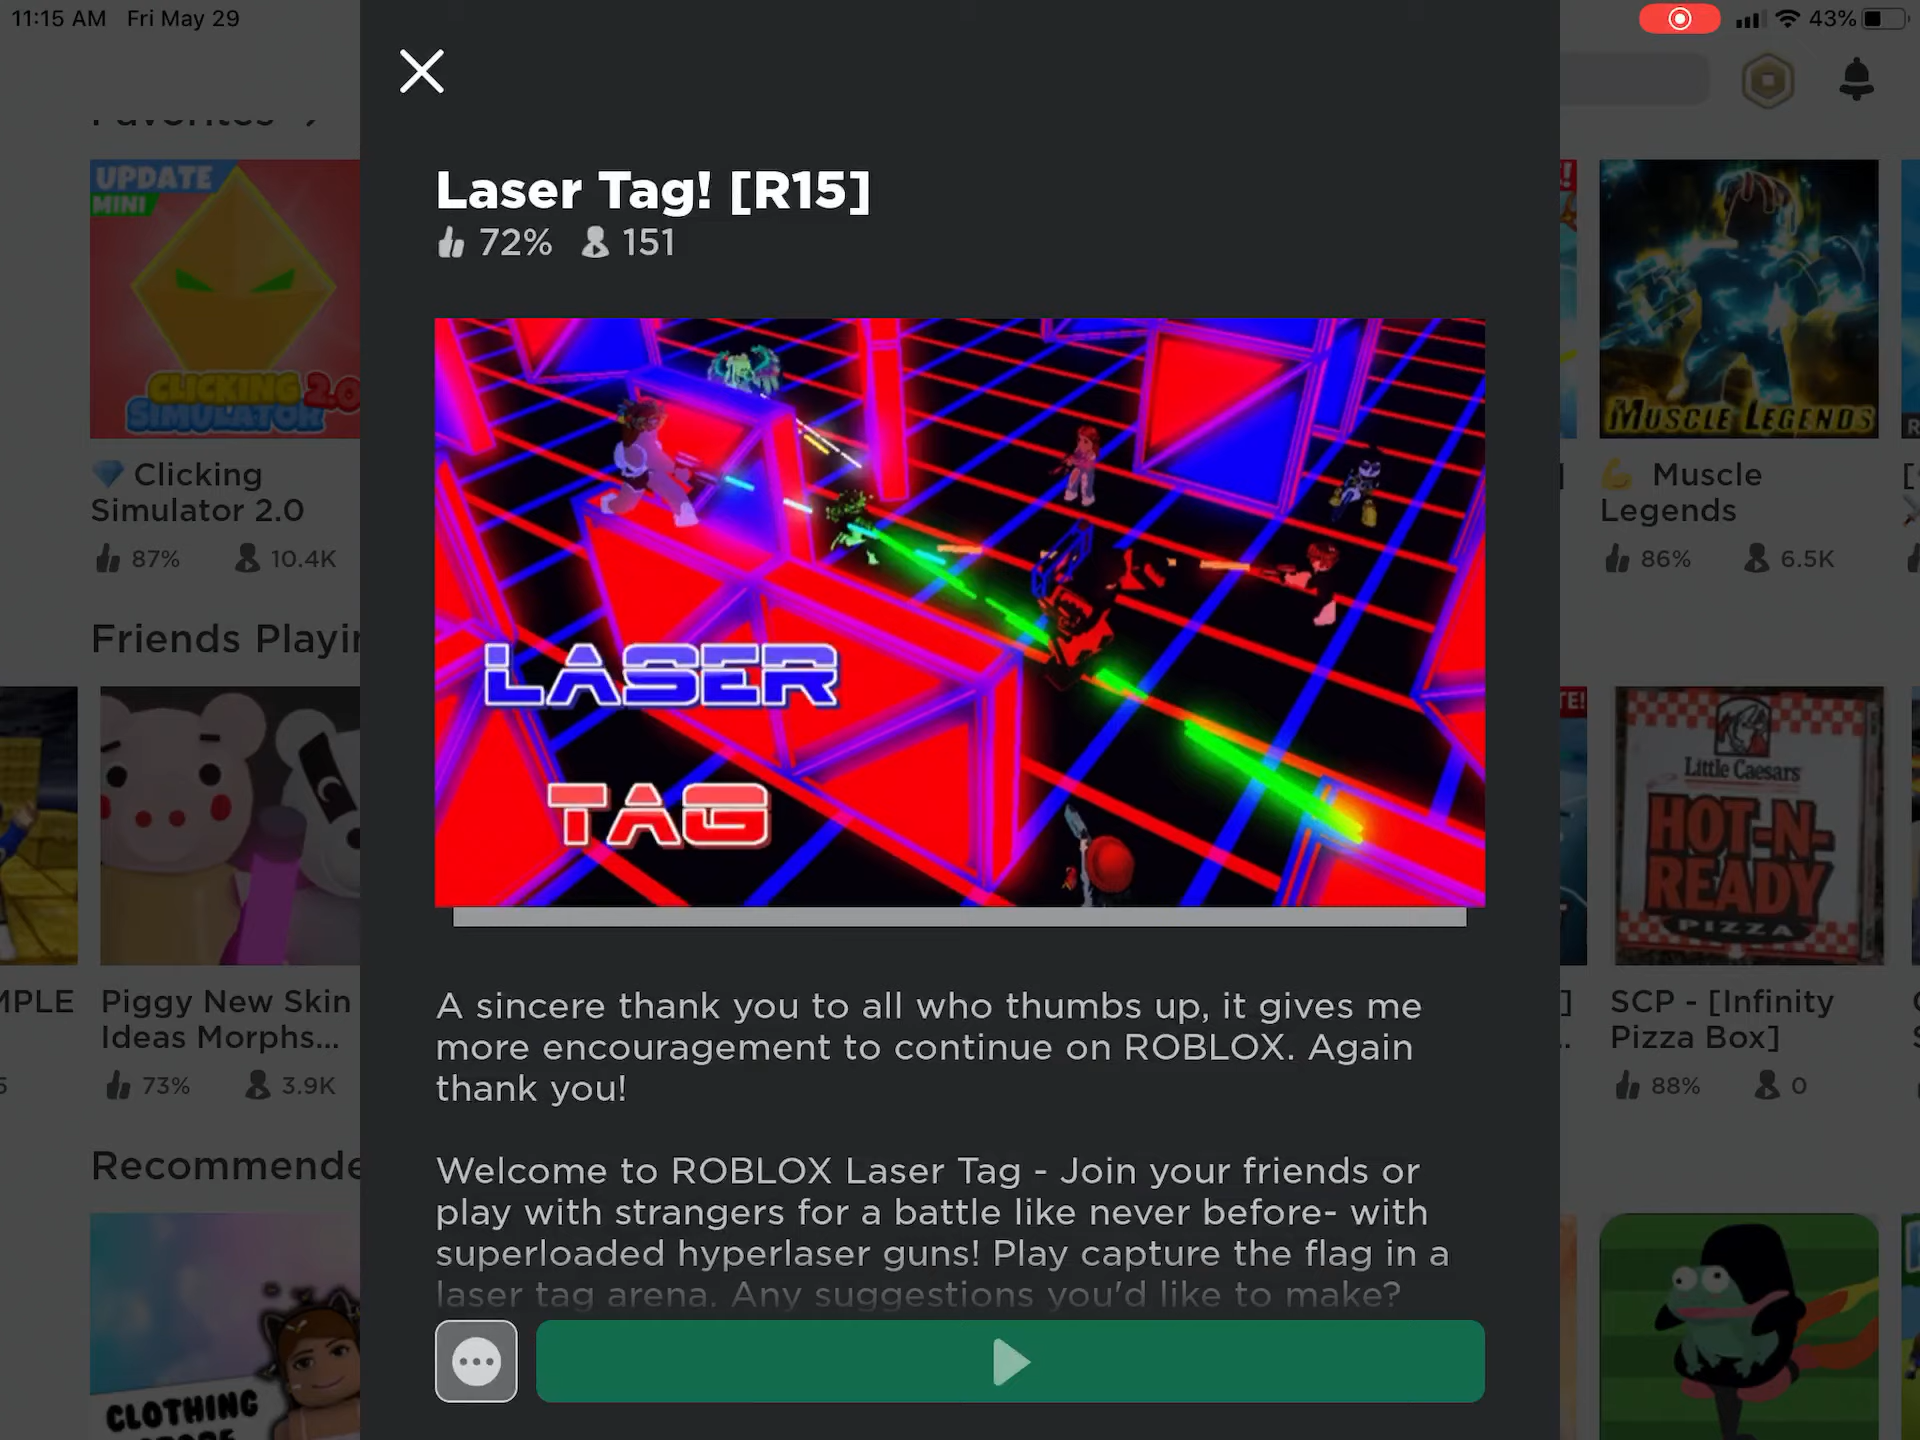 11:15 AM Fri May 29
43%
Favorites
Laser Tag! [R15]
72% 151
UPDATE
MINI
CLICKING 2.0
SIMULATOR
Clicking
Simulator 2.0
87% 10.4K
LASER
TAG
MUSCLE LEGENDS
Muscle
Legends
86% 6.5K
Friends Playin
TE!
Little Caesars
HOT-N-
READY
PIZZA
MPLE
Piggy New Skin
Ideas Morphs...
73% 3.9K
SCP - [Infinity
Pizza Box]
88% 0
A sincere thank you to all who thumbs up, it gives me
more encouragement to continue on ROBLOX. Again
thank you!
Welcome to ROBLOX Laser Tag - Join your friends or
play with strangers for a battle like never before- with
superloaded hyperlaser guns! Play capture the flag in a
laser tag arena. Any suggestions you'd like to make?
Recommende
CLOTHING